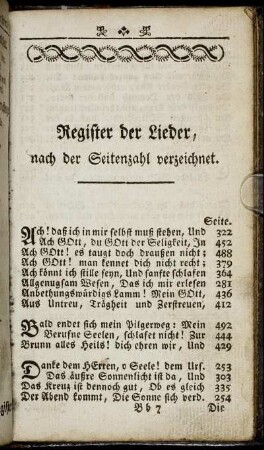 Register der Lieder,
nach der Seitenzahl verzeichnet.
Seite.
Ach! daß ich in mir selbst muß stehen, Und 322
Ach GOtt, du GOtt der Seligkeit, In 452
Ach GOtt! es taugt doch draußen nicht; 488
Ach GOtt! man kennet dich nicht recht; 379
Ach könnt ich stille seyn, Und sanfte schlafen 364
Allgenugsam Wesen, Das ich mir erlesen 281
Anbethungswürdigs Lamm! Mein GOtt, 436
Aus Untreu, Trägheit und Zerstreuen, 412
Bald endet sich mein Pilgerweg: Mein 492
Berufne Seelen, schlafet nicht! Zur 444
Brunn alles Heils! dich ehren wir, Und 429
Danke dem HErren, o Seele! dem Urs. 253
Das äußre Sonnenlicht ist da, Und 303
Das Kreuz ist dennoch gut, Ob es gleich 335
Der Abend kommt, Die Sonne sich verd. 254
B b 7 Die